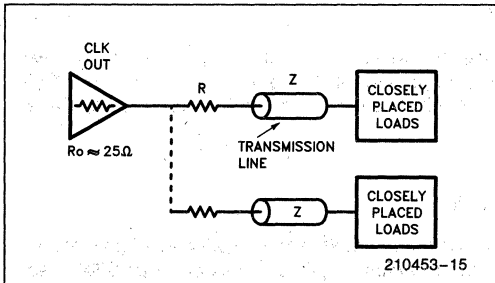 CLK
OUT
R
Z
Ro ≈ 25Ω
TRANSMISSION
LINE
CLOSELY
PLACED
LOADS
Z
CLOSELY
PLACED
LOADS
210453-15